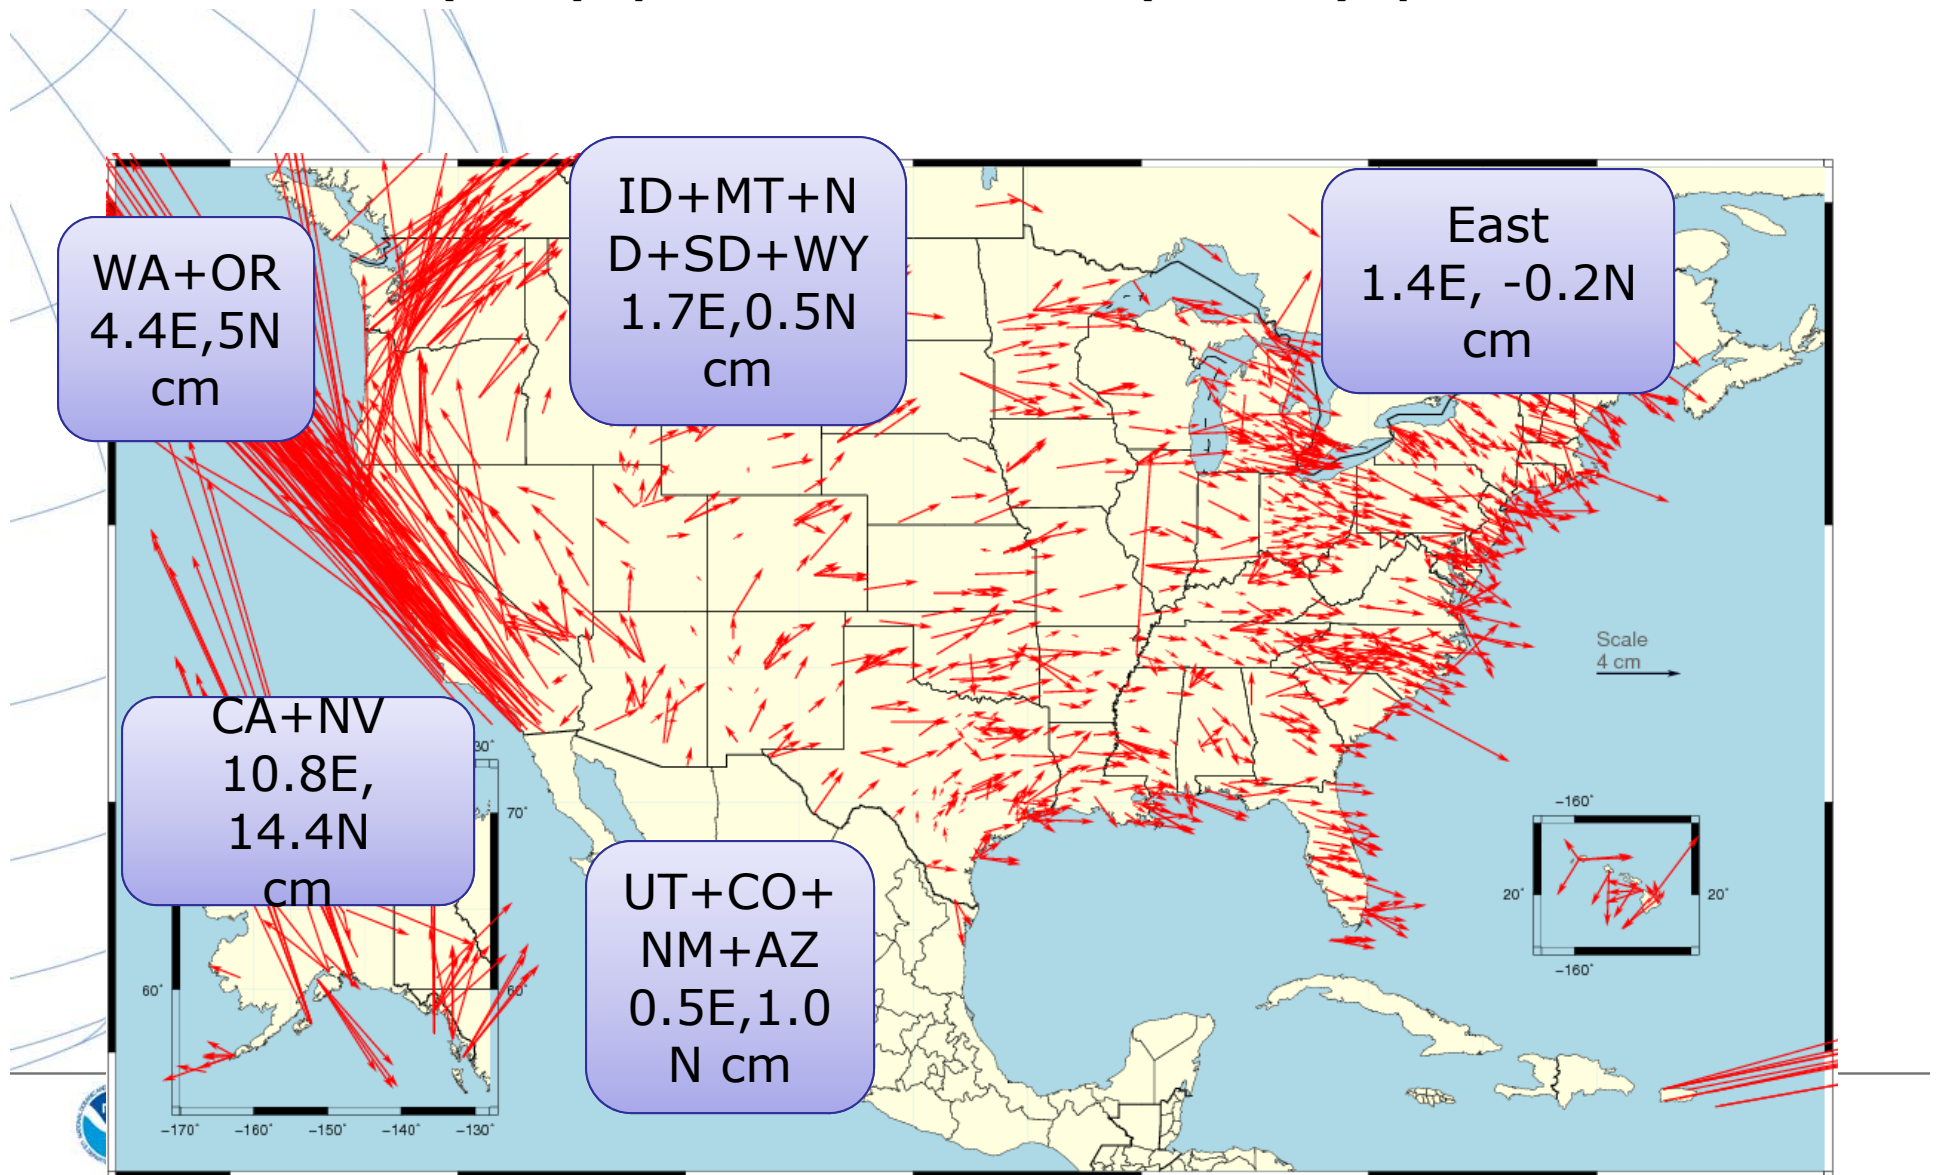 WA+OR
4.4E,5N
cm
ID+MT+N
D+SD+WY
1.7E,0.5N
cm
East
1.4E, -0.2N
cm
Scale
4 cm
CA+NV
10.8E,
14.4N
cm
UT+CO+
NM+AZ
0.5E,1.0
N cm
30°
70°
60°
60°
−170°
−160°
−150°
−140°
−130°
−160°
20°
20°
−160°